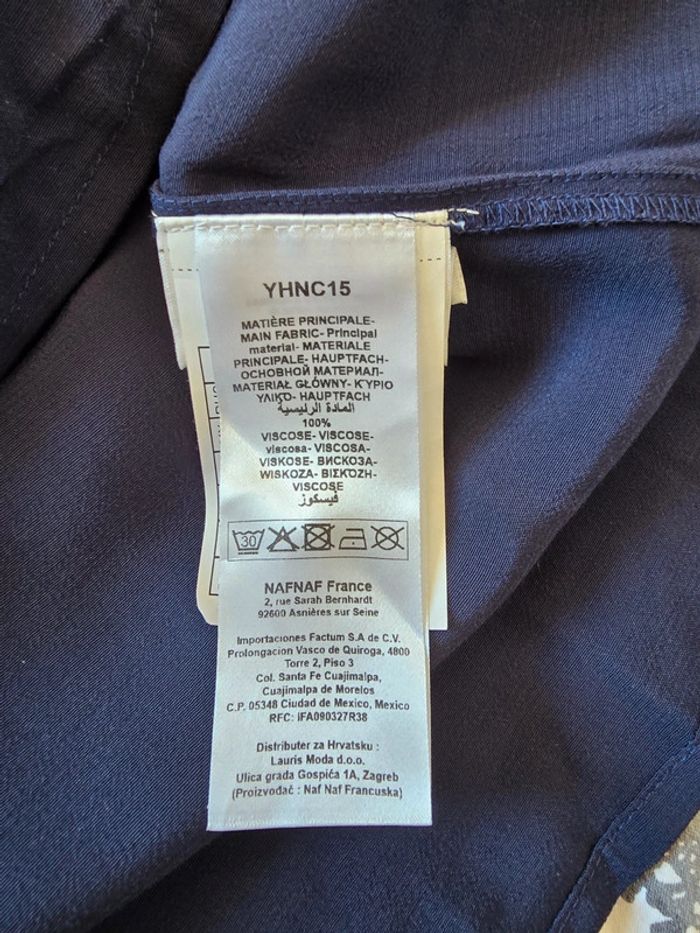 YHNC15
MATIÈRE PRINCIPALE-
MAIN FABRIC- Principal
material- MATERIALE
PRINCIPALE- HAUPTFACH-
ОСНОВНОЙ МАТЕРИАЛ-
MATERIAŁ GŁÓWNY- ΚΎΡΙΟ
ΥΛΙΚΌ- HAUPTFACH
المادة الرئيسية
100%
VISCOSE- VISCOSE-
viscosa- VISCOSA-
VISKOSE- ВИСКОЗА-
WISKOZA- ΒΙΣΚΌΖΗ-
VISCOSE
فيسكوز
30
NAFNAF France
2, rue Sarah Bernhardt
92600 Asnières sur Seine
Importaciones Factum S.A de C.V.
Prolongacion Vasco de Quiroga, 4800
Torre 2, Piso 3
Col. Santa Fe Cuajimalpa,
Cuajimalpa de Morelos
C.P. 05348 Ciudad de Mexico, Mexico
RFC: IFA090327R38
Distributer za Hrvatsku :
Lauris Moda d.o.o.
Ulica grada Gospića 1A, Zagreb
(Proizvođač : Naf Naf Francuska)